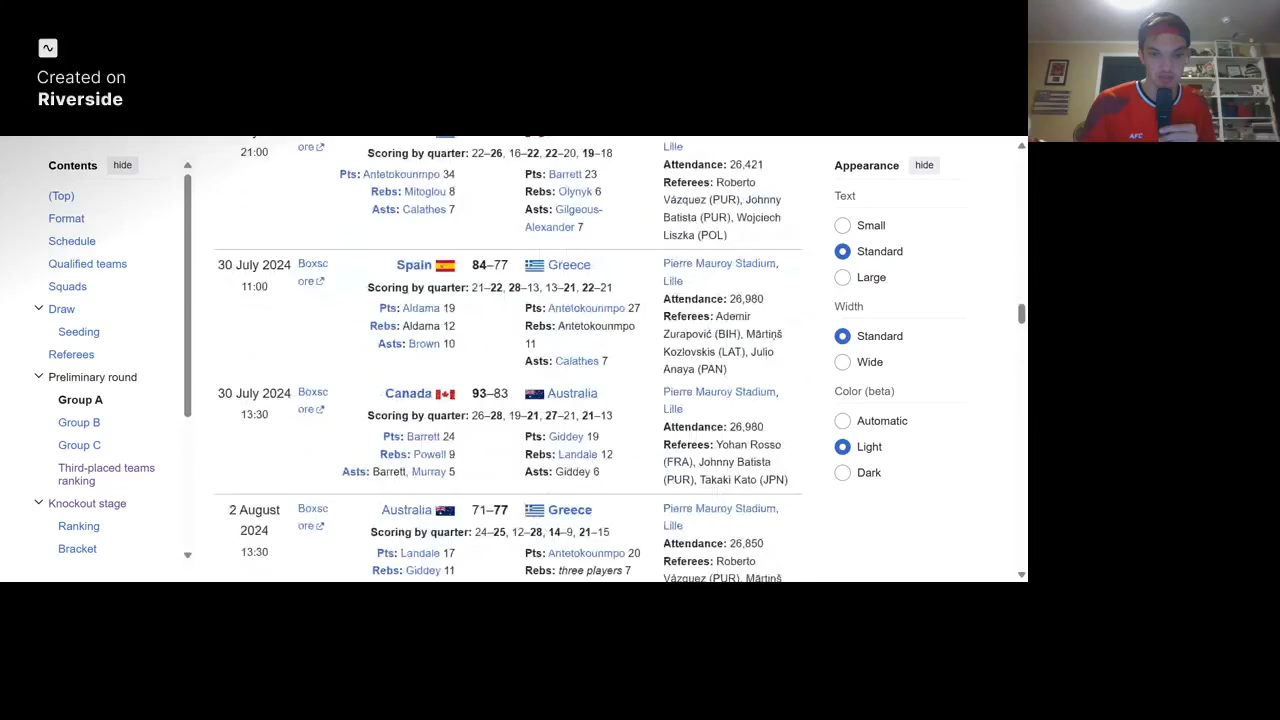 Created on
Riverside
Contents hide
(Top)
Format
Schedule
Qualified teams
Squads
Draw
Seeding
Referees
Preliminary round
Group A
Group B
Group C
Third-placed teams
ranking
Knockout stage
Ranking
Bracket
21:00
ore
Scoring by quarter: 22–26, 16–22, 22–20, 19–18
Pts: Antetokounmpo 34
Rebs: Mitoglou 8
Asts: Calathes 7
Pts: Barrett 23
Rebs: Olynyk 6
Asts: Gilgeous-
Alexander 7
Lille
Attendance: 26,421
Referees: Roberto
Vázquez (PUR), Johnny
Batista (PUR), Wojciech
Liszka (POL)
30 July 2024
11:00
Boxsc
ore
Spain 84–77 Greece
Scoring by quarter: 21–22, 28–13, 13–21, 22–21
Pts: Aldama 19
Rebs: Aldama 12
Asts: Brown 10
Pts: Antetokounmpo 27
Rebs: Antetokounmpo
11
Asts: Calathes 7
Pierre Mauroy Stadium,
Lille
Attendance: 26,980
Referees: Ademir
Zurapović (BIH), Mārtiņš
Kozlovskis (LAT), Julio
Anaya (PAN)
30 July 2024
13:30
Boxsc
ore
Canada 93–83 Australia
Scoring by quarter: 26–28, 19–21, 27–21, 21–13
Pts: Barrett 24
Rebs: Powell 9
Asts: Barrett, Murray 5
Pts: Giddey 19
Rebs: Landale 12
Asts: Giddey 6
Pierre Mauroy Stadium,
Lille
Attendance: 26,980
Referees: Yohan Rosso
(FRA), Johnny Batista
(PUR), Takaki Kato (JPN)
2 August
2024
13:30
Boxsc
ore
Australia 71–77 Greece
Scoring by quarter: 24–25, 12–28, 14–9, 21–15
Pts: Landale 17
Rebs: Giddey 11
Pts: Antetokounmpo 20
Rebs: three players 7
Pierre Mauroy Stadium,
Lille
Attendance: 26,850
Referees: Roberto
Vázquez (PUR), Mārtiņš
Appearance hide
Text
Small
Standard
Large
Width
Standard
Wide
Color (beta)
Automatic
Light
Dark
AFC